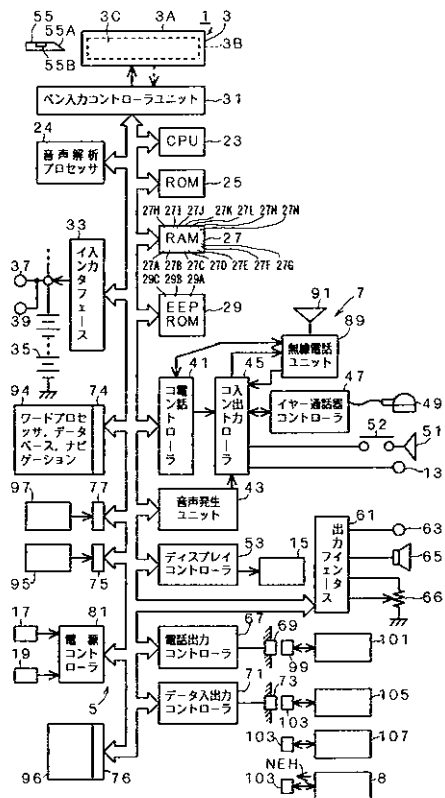 3C 3A 1
55 55A 3
3B
55B
ペン入力コントローラユニット 31
24
音声解析
プロセッサ
CPU 23
ROM 25
27H 27I 27J 27K 27L 27M 27N
RAM 27
27A 27B 27C 27D 27E 27F 27G
29C 29B 29A
EEP
ROM 29
33
入力
インタフェース
37
39
35
91 7
無線電話
ユニット 89
41 45 47
電話
コントローラ
入出力
コントローラ
イヤー通話器
コントローラ 49
52 51
13
94 74
ワードプロセ
ッサ,データ
ベース,ナビ
ゲーション
音声発生
ユニット 43
97 77
95 75
53 15
ディスプレイ
コントローラ
61
出力インタ
フェース
63
65
66
17 81
19
電源
コントローラ
5
67 69
電話出力
コントローラ
99 101
71 73
データ入出力
コントローラ
103 105
103 107
NEH
103 8
96 76